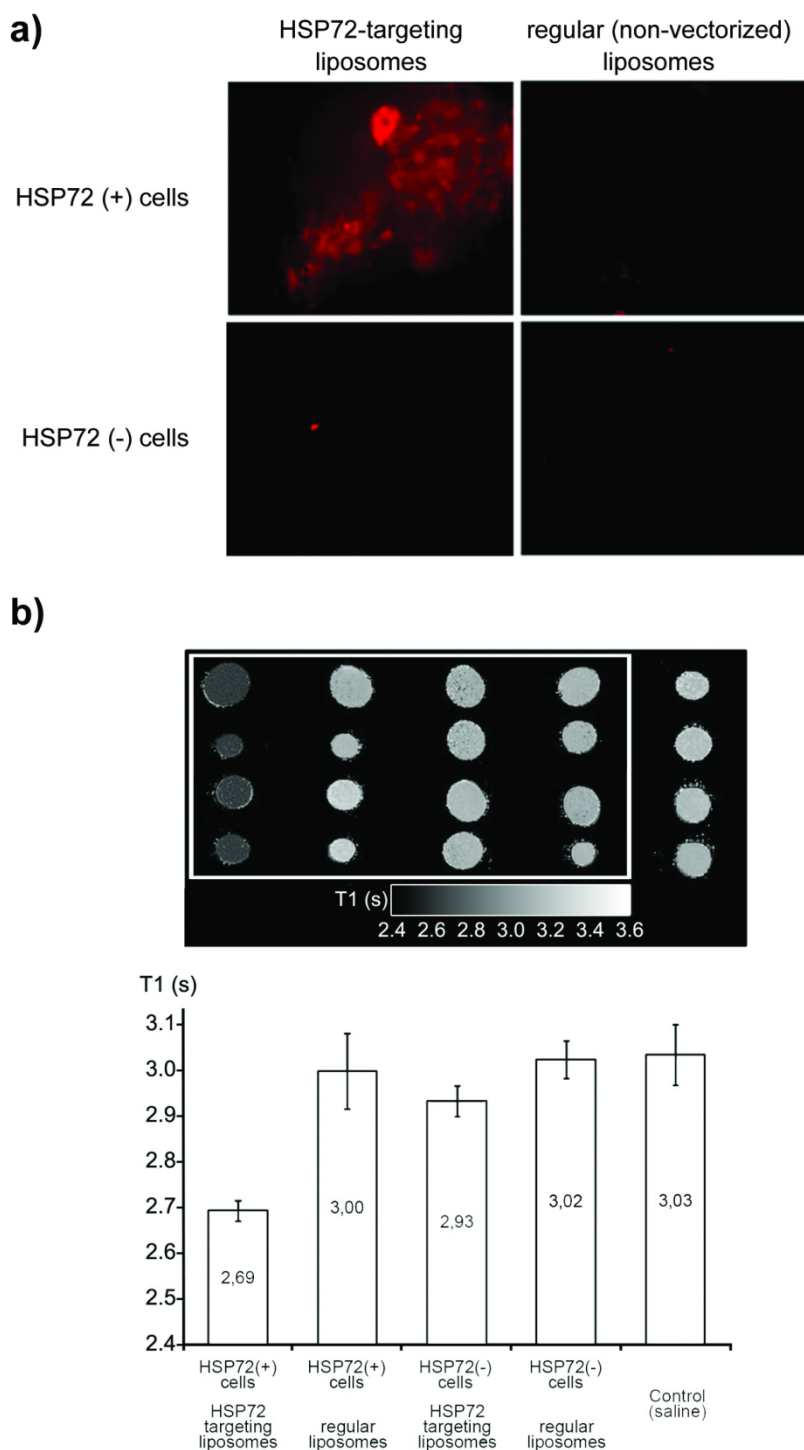 a)
HSP72-targeting
liposomes
regular (non-vectorized)
liposomes
HSP72 (+) cells
HSP72 (-) cells
b)
T1 (s)
2.4 2.6 2.8 3.0 3.2 3.4 3.6
T1 (s)
3.1
3.0
2.9
2.8
2.7
2.6
2.5
2.4
2,69
3,00
2,93
3,02
3,03
HSP72(+)
cells
HSP72
targeting
liposomes
HSP72(+)
cells
regular
liposomes
HSP72(-)
cells
HSP72
targeting
liposomes
HSP72(-)
cells
regular
liposomes
Control
(saline)